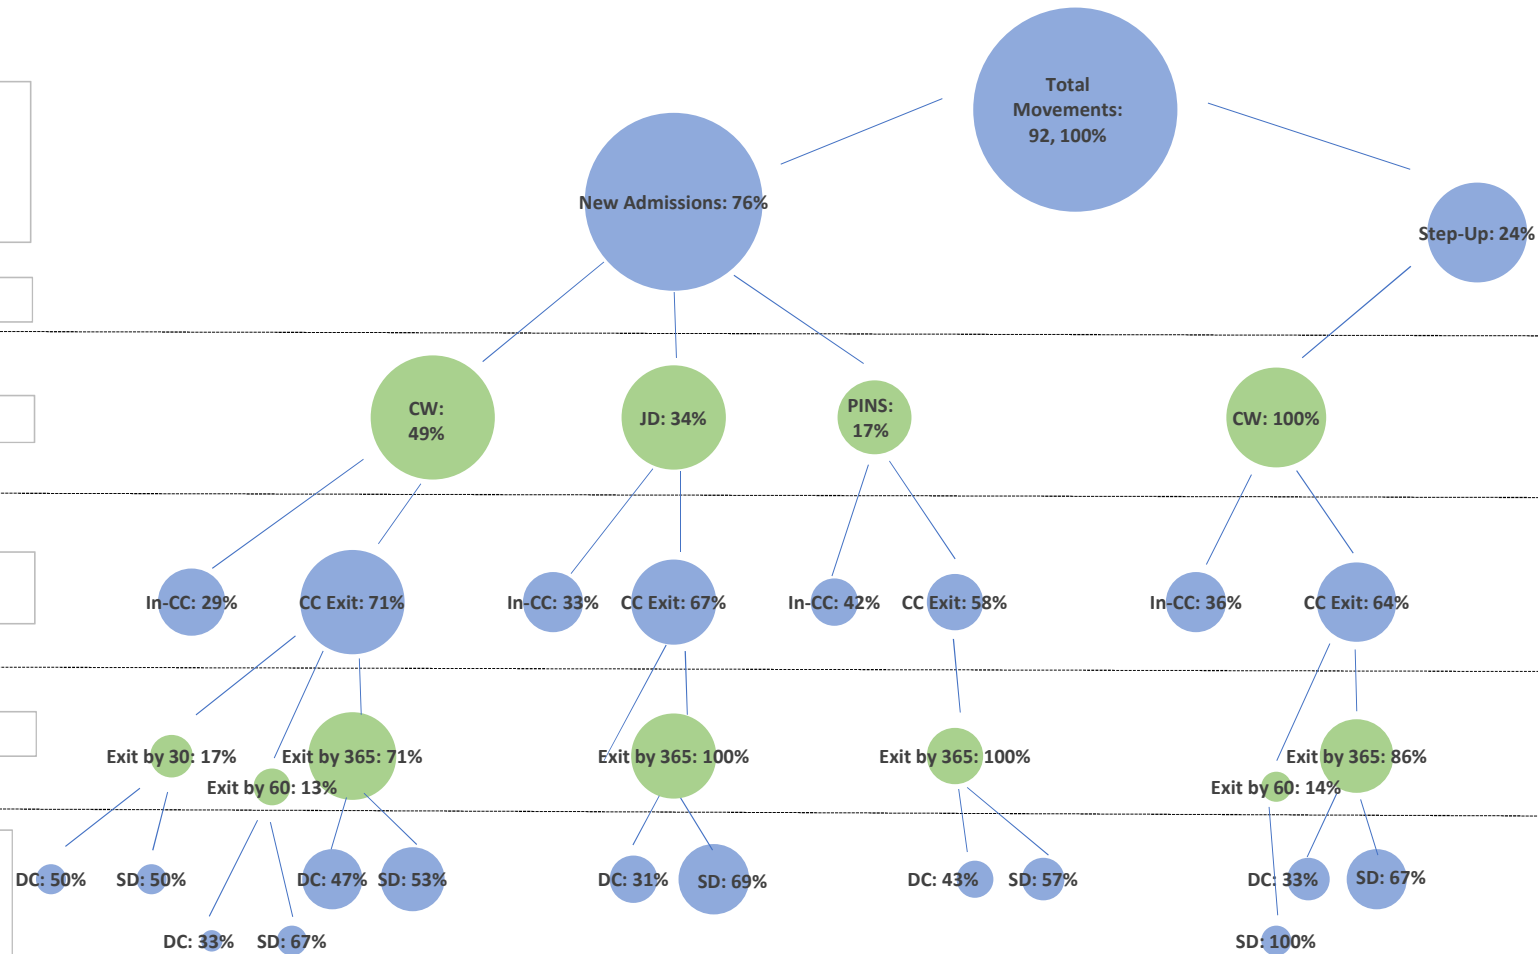 Total
Movements:
92, 100%
New Admissions: 76%
Step-Up: 24%
CW:
49%
JD: 34%
PINS:
17%
CW: 100%
In-CC: 29%
CC Exit: 71%
In-CC: 33%
CC Exit: 67%
In-CC: 42%
CC Exit: 58%
In-CC: 36%
CC Exit: 64%
Exit by 30: 17%
Exit by 60: 13%
Exit by 365: 71%
Exit by 365: 100%
Exit by 365: 100%
Exit by 60: 14%
Exit by 365: 86%
DC: 50%
SD: 50%
DC: 33%
SD: 67%
DC: 47%
SD: 53%
DC: 31%
SD: 69%
DC: 43%
SD: 57%
DC: 33%
SD: 67%
SD: 100%